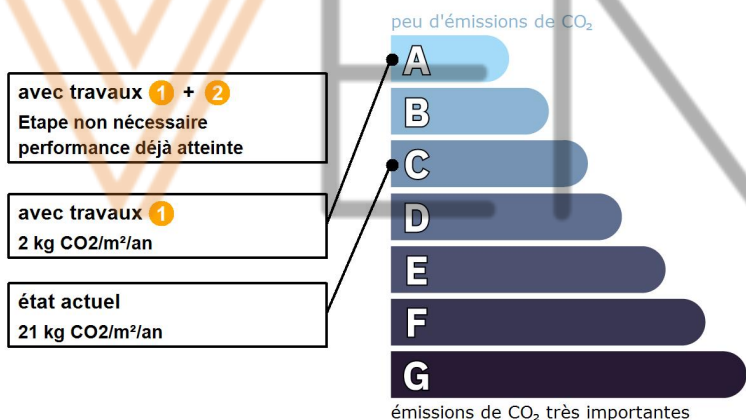 peu d'émissions de CO₂
A
avec travaux 1 + 2
Etape non nécessaire
performance déjà atteinte
B
C
avec travaux 1
2 kg CO2/m²/an
D
E
état actuel
21 kg CO2/m²/an
F
G
émissions de CO₂ très importantes